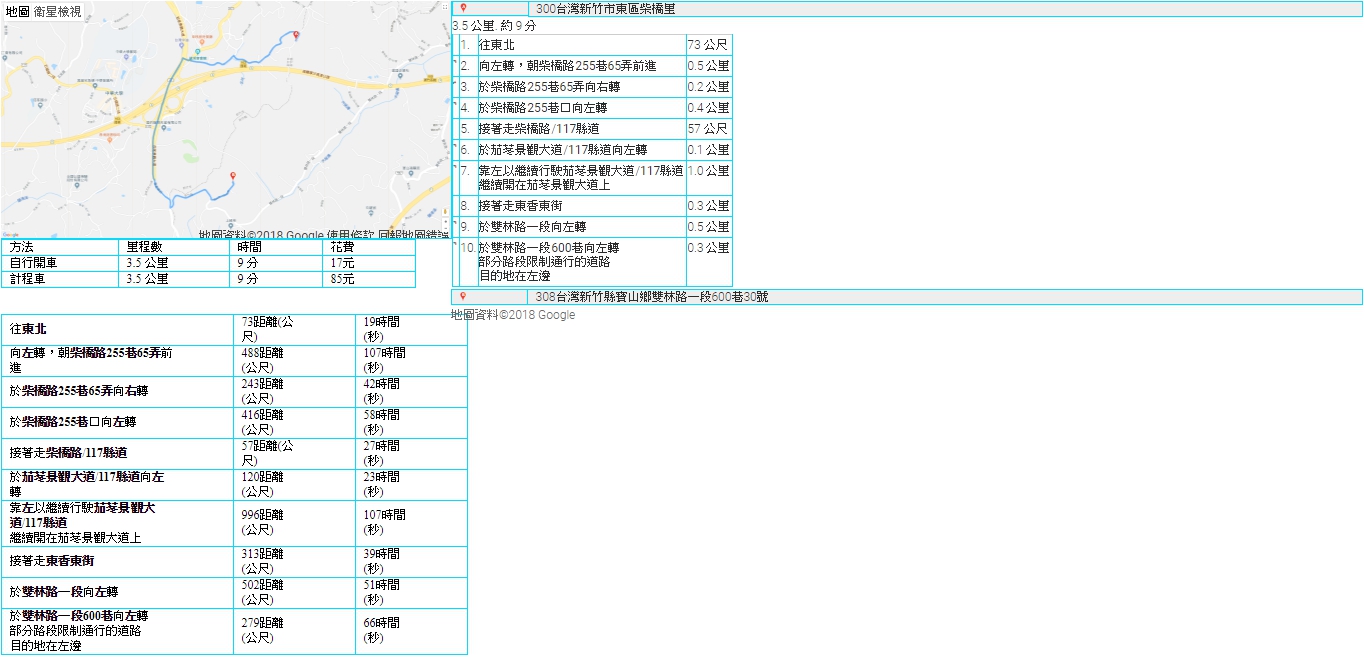 地圖 衛星檢視
Google
地圖資料©2018 Google 使用條款 回報地圖錯誤
方法 里程數 時間 花費
自行開車 3.5 公里 9 分 17元
計程車 3.5 公里 9 分 85元
往東北 73距離(公尺) 19時間(秒)
向左轉，朝柴橋路255巷65弄前進 488距離(公尺) 107時間(秒)
於柴橋路255巷65弄向右轉 243距離(公尺) 42時間(秒)
於柴橋路255巷口向左轉 416距離(公尺) 58時間(秒)
接著走柴橋路/117縣道 57距離(公尺) 27時間(秒)
於茄苳景觀大道/117縣道向左轉 120距離(公尺) 23時間(秒)
靠左以繼續行駛茄苳景觀大道/117縣道
繼續開在茄苳景觀大道上 996距離(公尺) 107時間(秒)
接著走東香東街 313距離(公尺) 39時間(秒)
於雙林路一段向左轉 502距離(公尺) 51時間(秒)
於雙林路一段600巷向左轉
部分路段限制通行的道路
目的地在左邊 279距離(公尺) 66時間(秒)
300台灣新竹市東區柴橋里
3.5 公里. 約 9 分
1. 往東北 73 公尺
2. 向左轉，朝柴橋路255巷65弄前進 0.5 公里
3. 於柴橋路255巷65弄向右轉 0.2 公里
4. 於柴橋路255巷口向左轉 0.4 公里
5. 接著走柴橋路/117縣道 57 公尺
6. 於茄苳景觀大道/117縣道向左轉 0.1 公里
7. 靠左以繼續行駛茄苳景觀大道/117縣道 1.0 公里
繼續開在茄苳景觀大道上
8. 接著走東香東街 0.3 公里
9. 於雙林路一段向左轉 0.5 公里
10. 於雙林路一段600巷向左轉 0.3 公里
部分路段限制通行的道路
目的地在左邊
308台灣新竹縣寶山鄉雙林路一段600巷30號
地圖資料©2018 Google